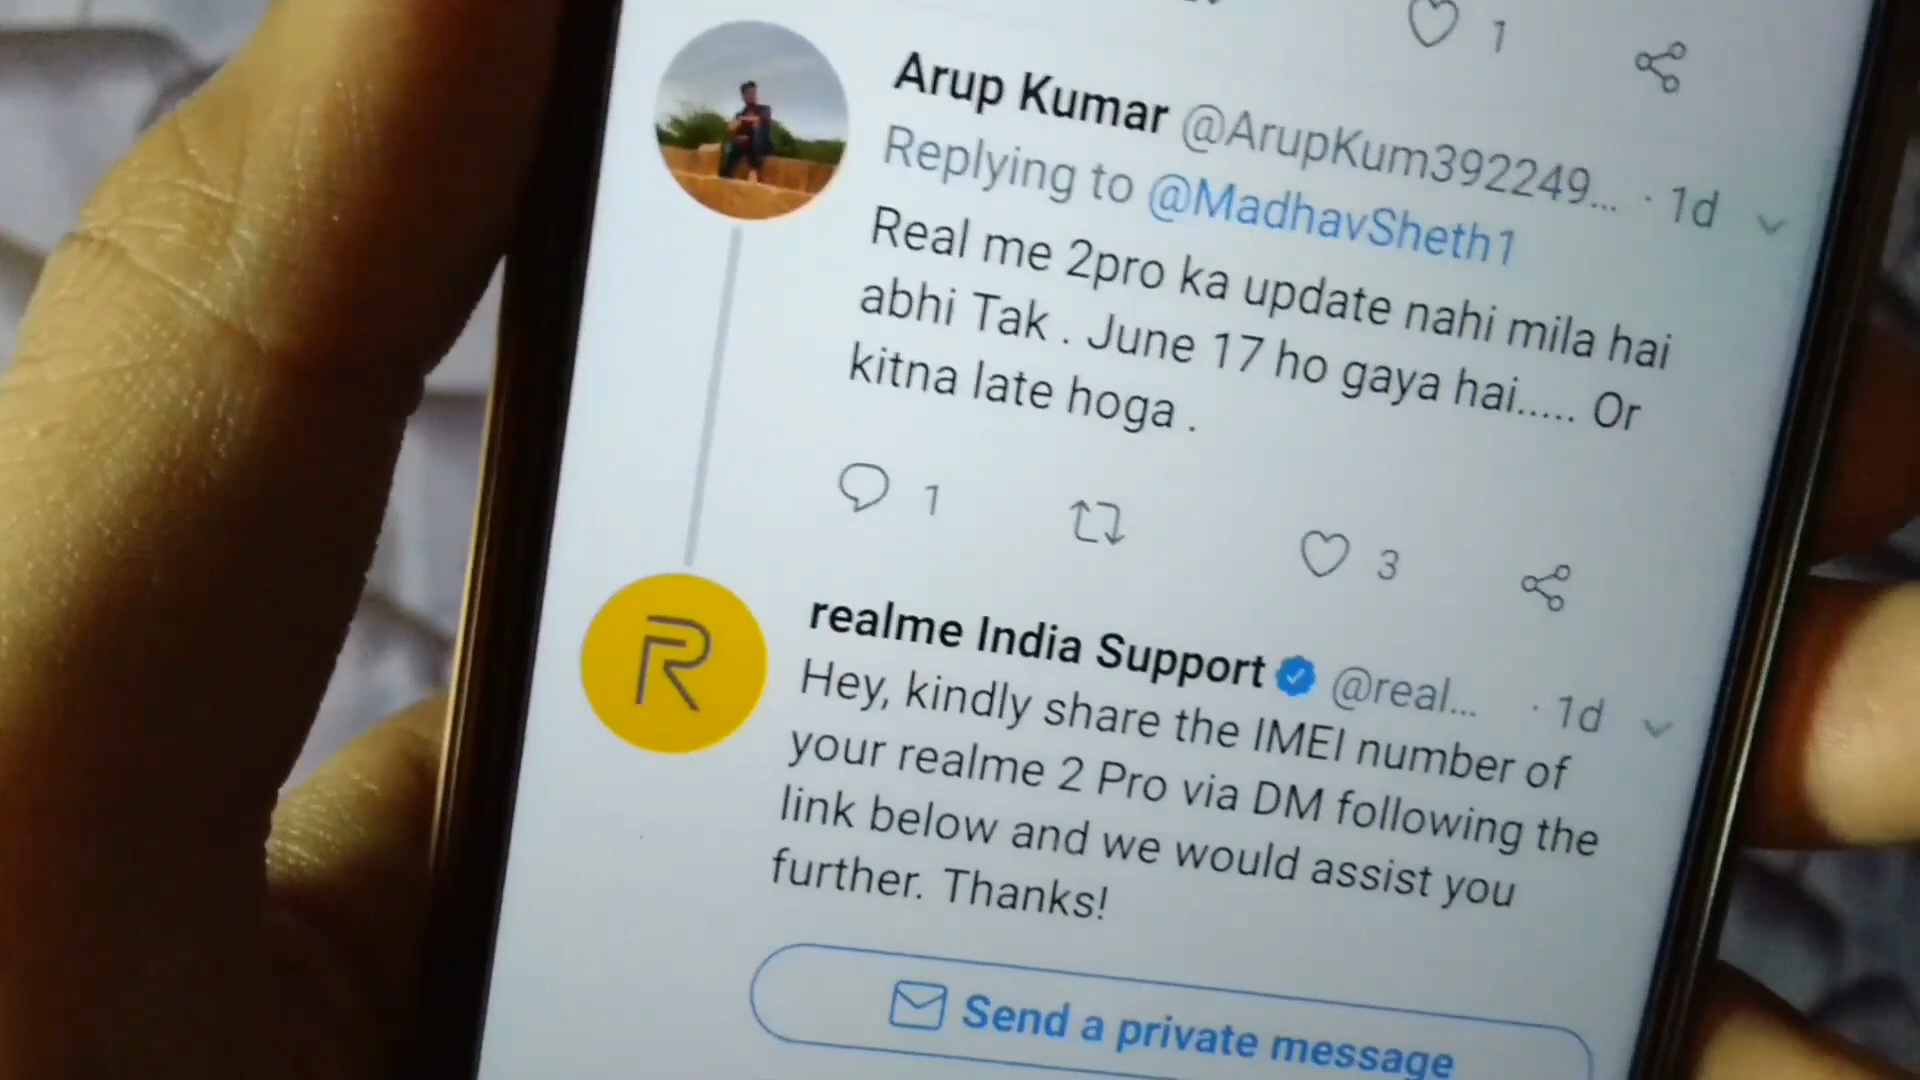 1
Arup Kumar @ArupKum392249... · 1d
Replying to @MadhavSheth1
Real me 2pro ka update nahi mila hai
abhi Tak . June 17 ho gaya hai..... Or
kitna late hoga .
1 3
realme India Support @real... · 1d
Hey, kindly share the IMEI number of
your realme 2 Pro via DM following the
link below and we would assist you
further. Thanks!
Send a private message